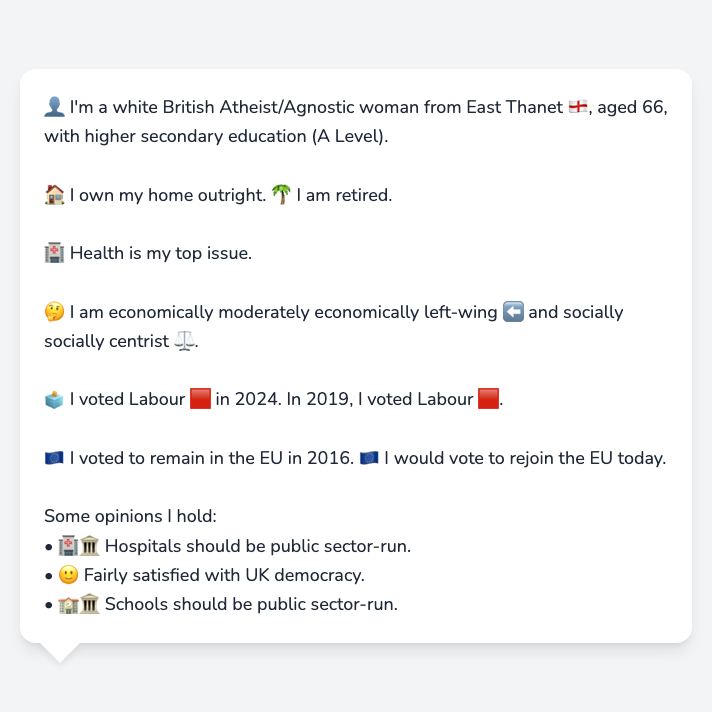 👤 I'm a white British Atheist/Agnostic woman from East Thanet 🏴󠁧󠁢󠁥󠁮󠁧󠁿, aged 66,
with higher secondary education (A Level).
🏠 I own my home outright. 🌴 I am retired.
🏥 Health is my top issue.
🤔 I am economically moderately economically left-wing ⬅️ and socially
socially centrist ⚖️.
🗳️ I voted Labour 🟥 in 2024. In 2019, I voted Labour 🟥.
🇪🇺 I voted to remain in the EU in 2016. 🇪🇺 I would vote to rejoin the EU today.
Some opinions I hold:
• 🏥🏛️ Hospitals should be public sector-run.
• 🙂 Fairly satisfied with UK democracy.
• 🏫🏛️ Schools should be public sector-run.